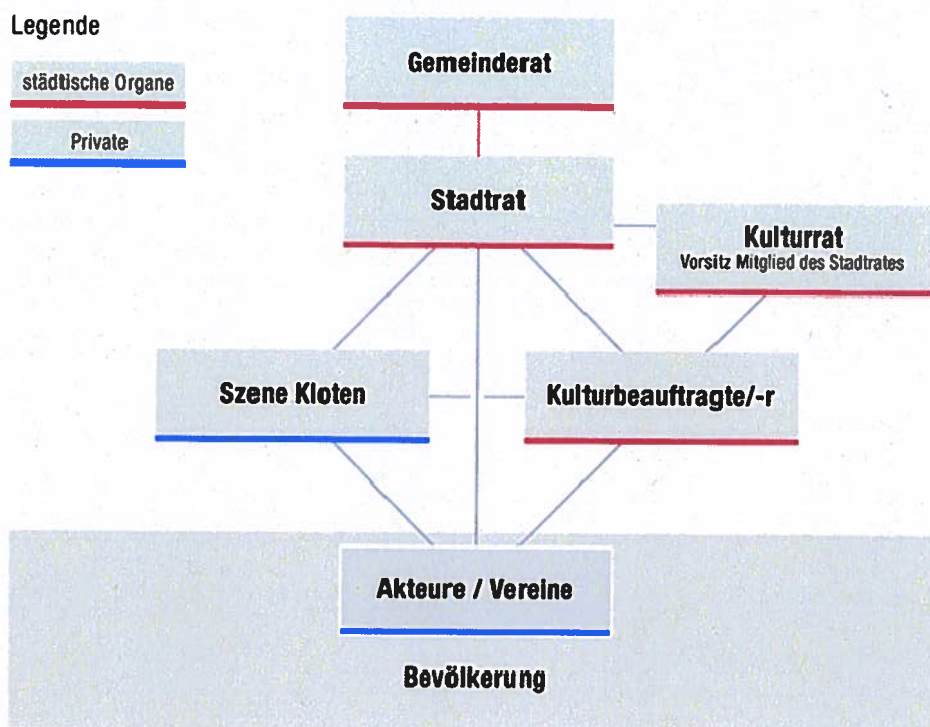 Legende
städtische Organe
Private
Gemeinderat
Stadtrat
Kulturrat
Vorsitz Mitglied des Stadtrates
Szene Kloten
Kulturbeauftragte/-r
Akteure / Vereine
Bevölkerung